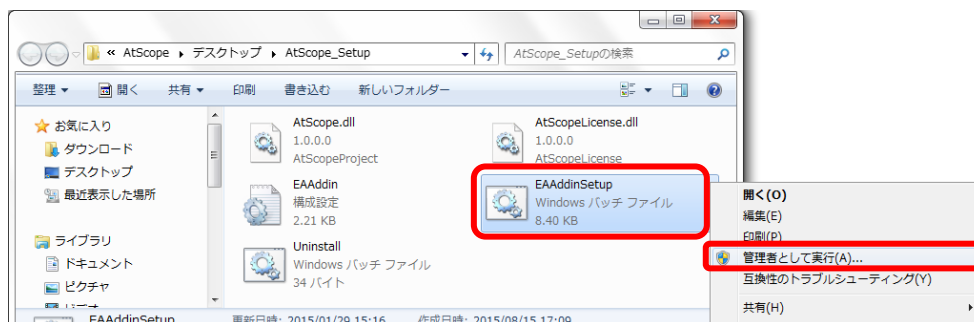 « AtScope ▸ デスクトップ ▸ AtScope_Setup
AtScope_Setupの検索
整理 ▼ 開く 共有 ▼ 印刷 書き込む 新しいフォルダー
お気に入り
ダウンロード
デスクトップ
最近表示した場所
ライブラリ
ドキュメント
ピクチャ
ビデオ
AtScope.dll
1.0.0.0
AtScopeProject
AtScopeLicense.dll
1.0.0.0
AtScopeLicense
EAAddin
構成設定
2.21 KB
EAAddinSetup
Windows バッチ ファイル
8.40 KB
Uninstall
Windows バッチ ファイル
34 バイト
開く(O)
編集(E)
印刷(P)
管理者として実行(A)...
互換性のトラブルシューティング(Y)
共有(H)
EAAddinSetup 更新日時: 2015/01/29 15:16 作成日時: 2015/08/15 17:09